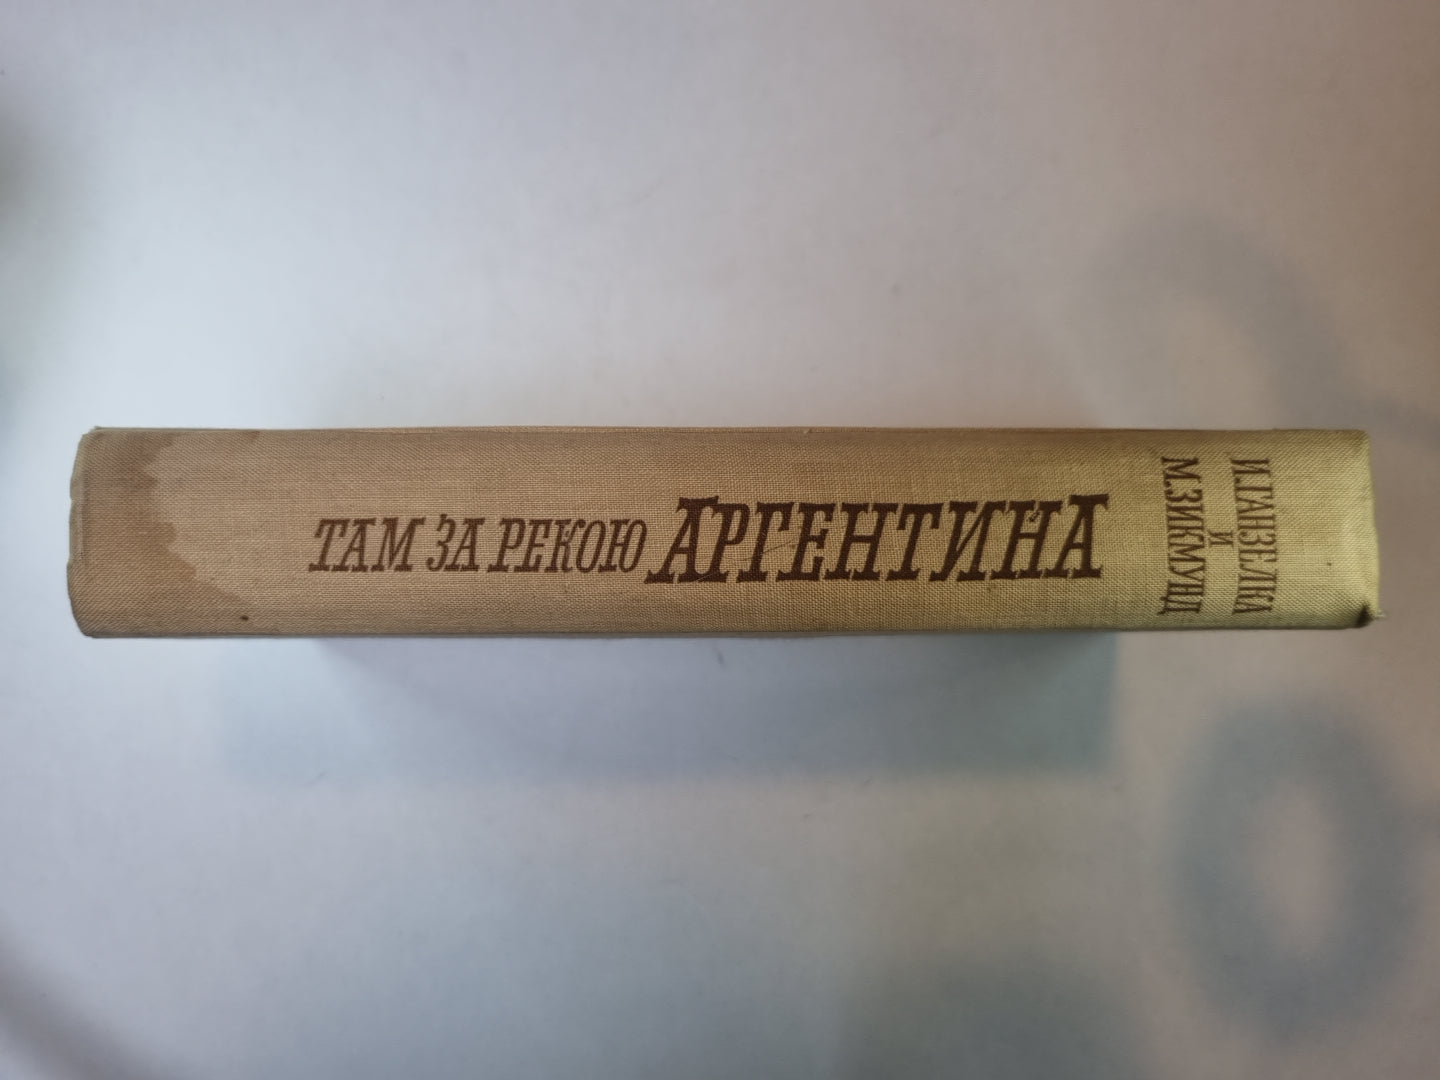 И.ГАНЗЕЛКА
И
М.ЗИКМУНД
ТАМ ЗА РЕКОЮ АРГЕНТИНА